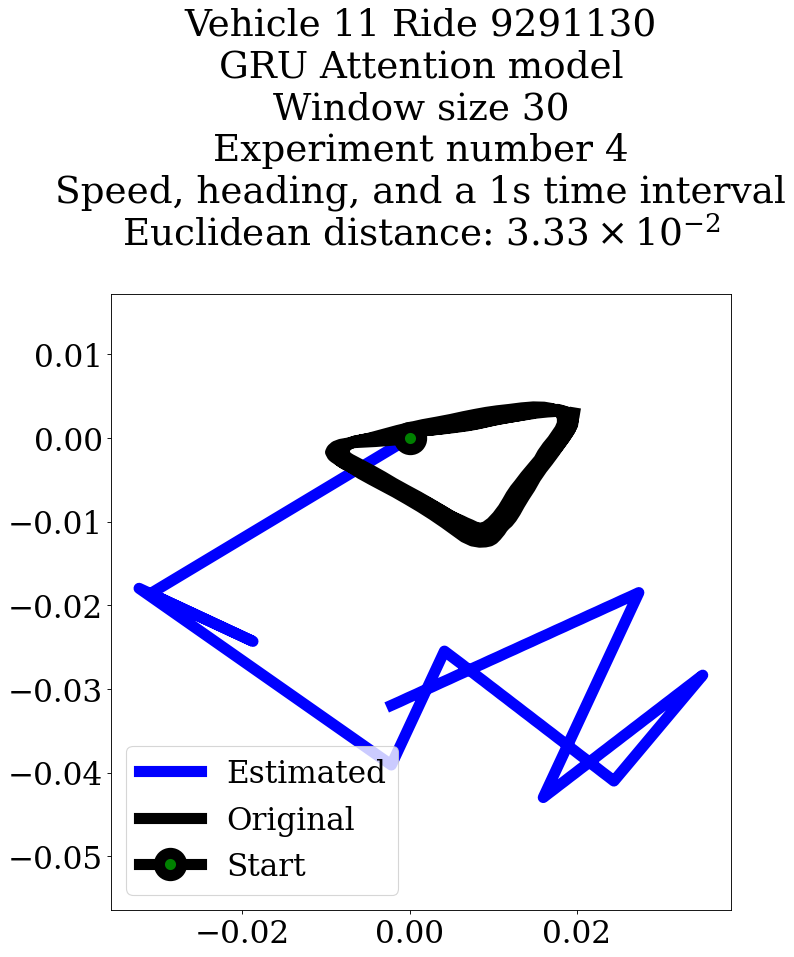 Vehicle 11 Ride 9291130
GRU Attention model
Window size 30
Experiment number 4
Speed, heading, and a 1s time interval
Euclidean distance: 3.33 × 10⁻²
0.01
0.00
−0.01
−0.02
−0.03
−0.04
−0.05
Estimated
Original
Start
−0.02
0.00
0.02